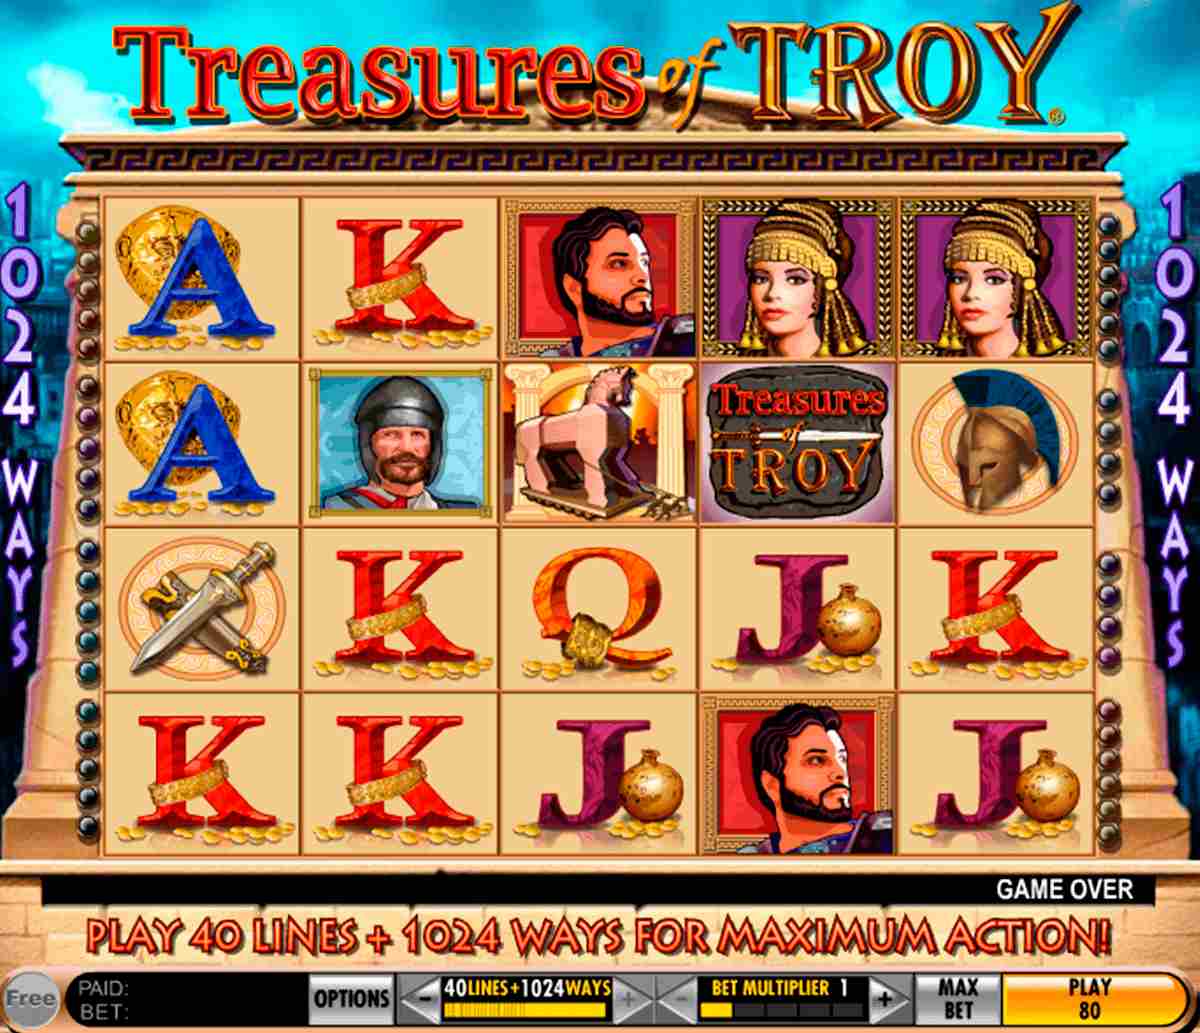 Treasures of TROY®
1024 WAYS
1024 WAYS
A K
A
Treasures
of
TROY
K Q J K
K K J J
GAME OVER
PLAY 40 LINES + 1024 WAYS FOR MAXIMUM ACTION!
Free
PAID:
BET:
OPTIONS
-
40LINES+1024WAYS
+
-
BET MULTIPLIER 1
+
MAX
BET
PLAY
80